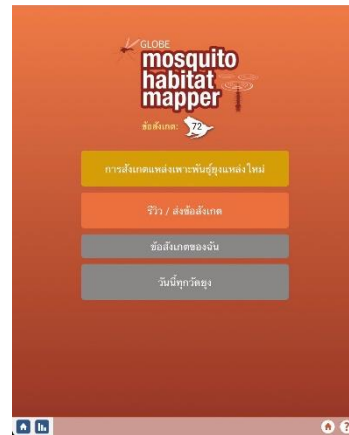 GLOBE
mosquito
habitat
mapper
ข้อสังเกต: 72
การสังเกตแหล่งเพาะพันธุ์ยุงแหล่งใหม่
รีวิว / ส่งข้อสังเกต
ข้อสังเกตของฉัน
วันนี้ทุกวัดยุง
?